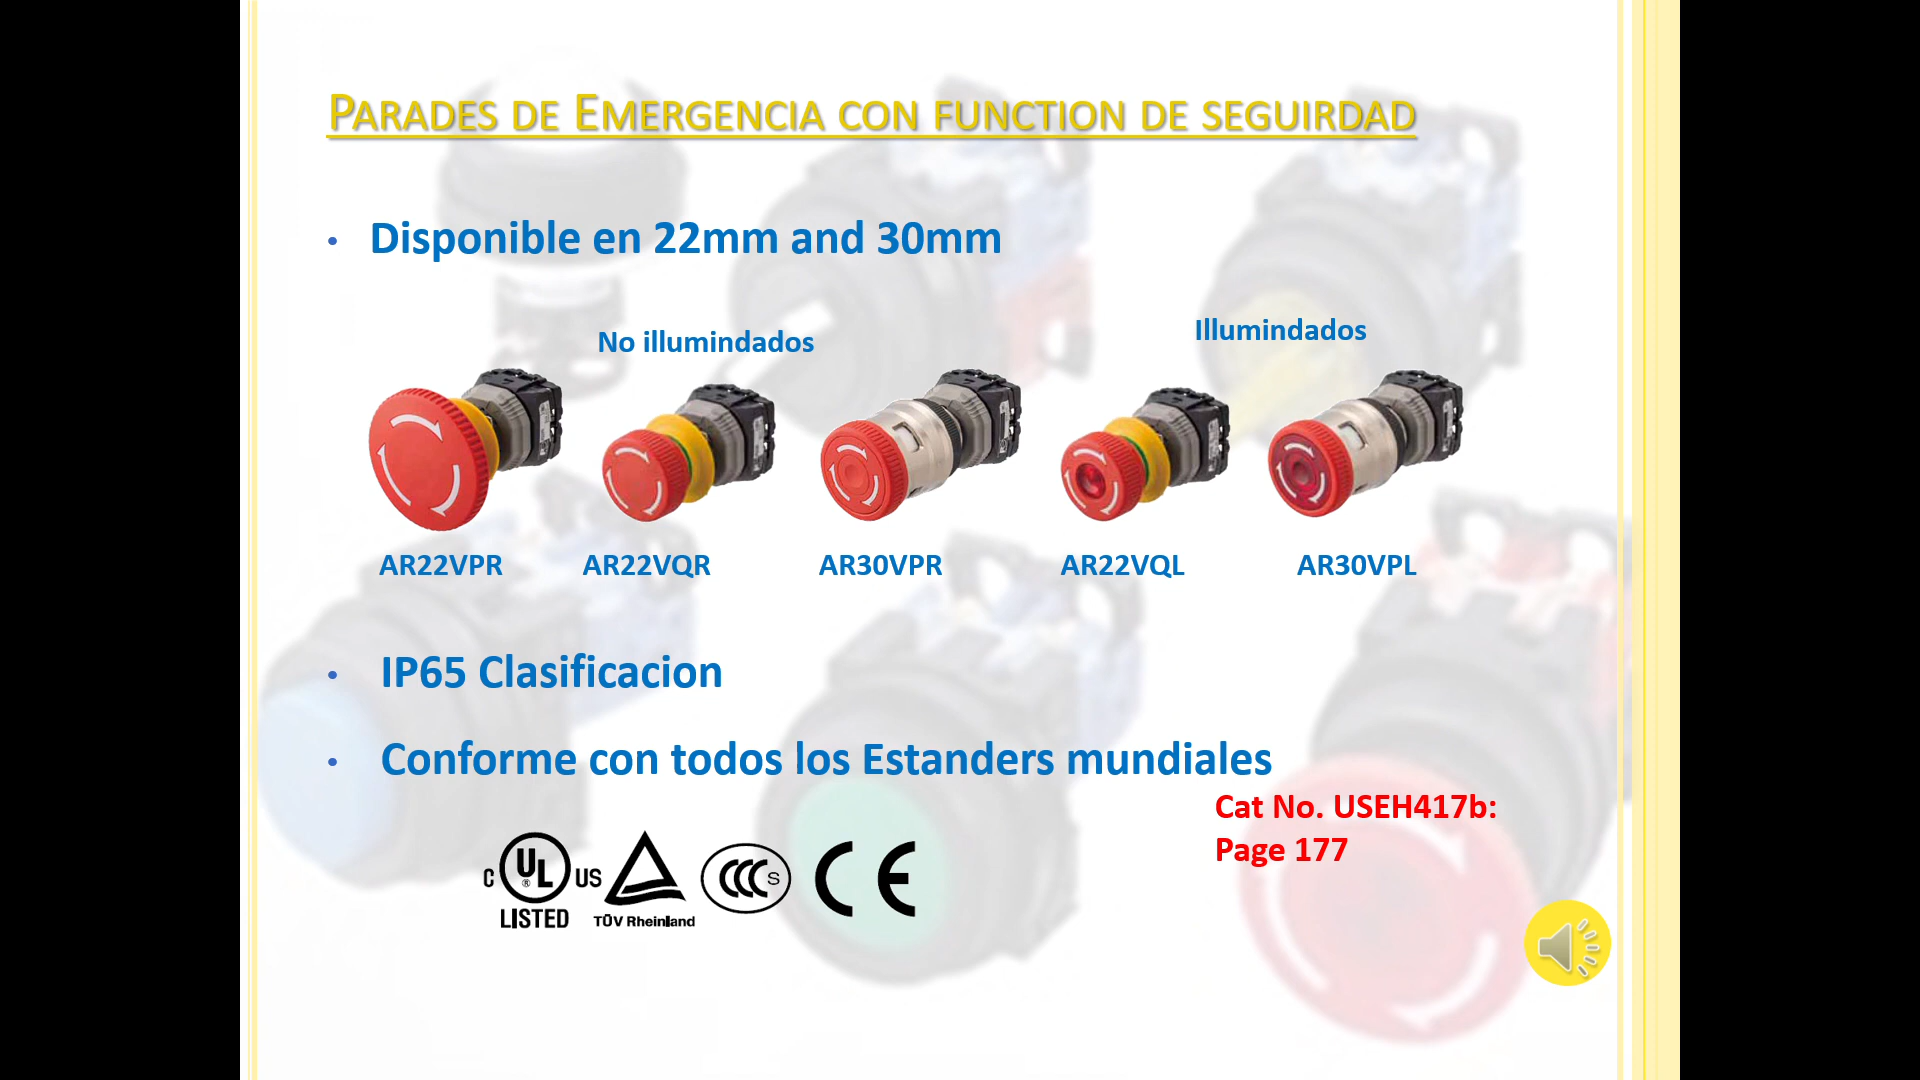 PARADES DE EMERGENCIA CON FUNCTION DE SEGUIRDAD
• Disponible en 22mm and 30mm
No illumindados
Illumindados
AR22VPR AR22VQR AR30VPR AR22VQL AR30VPL
• IP65 Clasificacion
• Conforme con todos los Estanders mundiales
Cat No. USEH417b:
Page 177
C UL ® US
LISTED
TÜV Rheinland
CCC S
CE